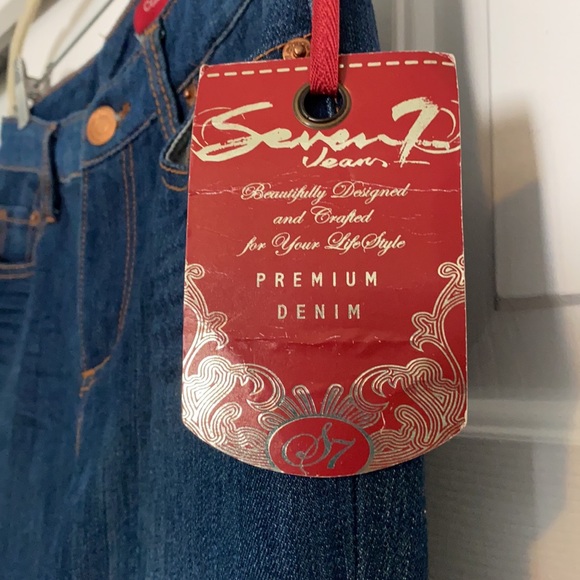 Seven7
Jeans
Beautifully Designed
and Crafted
for Your LifeStyle
PREMIUM
DENIM
S7